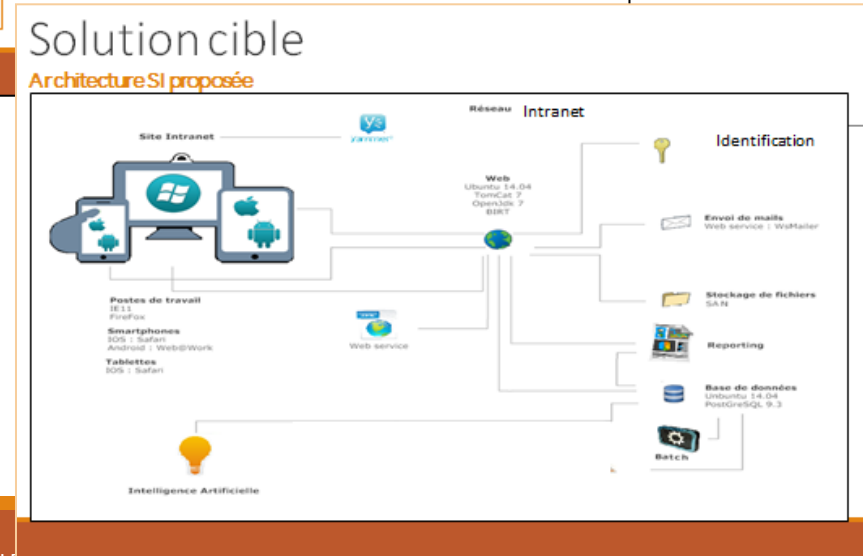 Solution cible
Architecture SI proposée
Réseau Intranet
Site Intranet
yammer
Identification
Web
Ubuntu 14.04
TomCat 7
OpenJdk 7
BIRT
Envoi de mails
Web service : WsMailer
Stockage de fichiers
SAN
Postes de travail
IE11
FireFox
Smartphones
IOS : Safari
Android : Web@Work
Tablettes
IOS : Safari
Web service
Reporting
Base de données
Unbuntu 14.04
PostGreSQL 9.3
Batch
Intelligence Artificielle